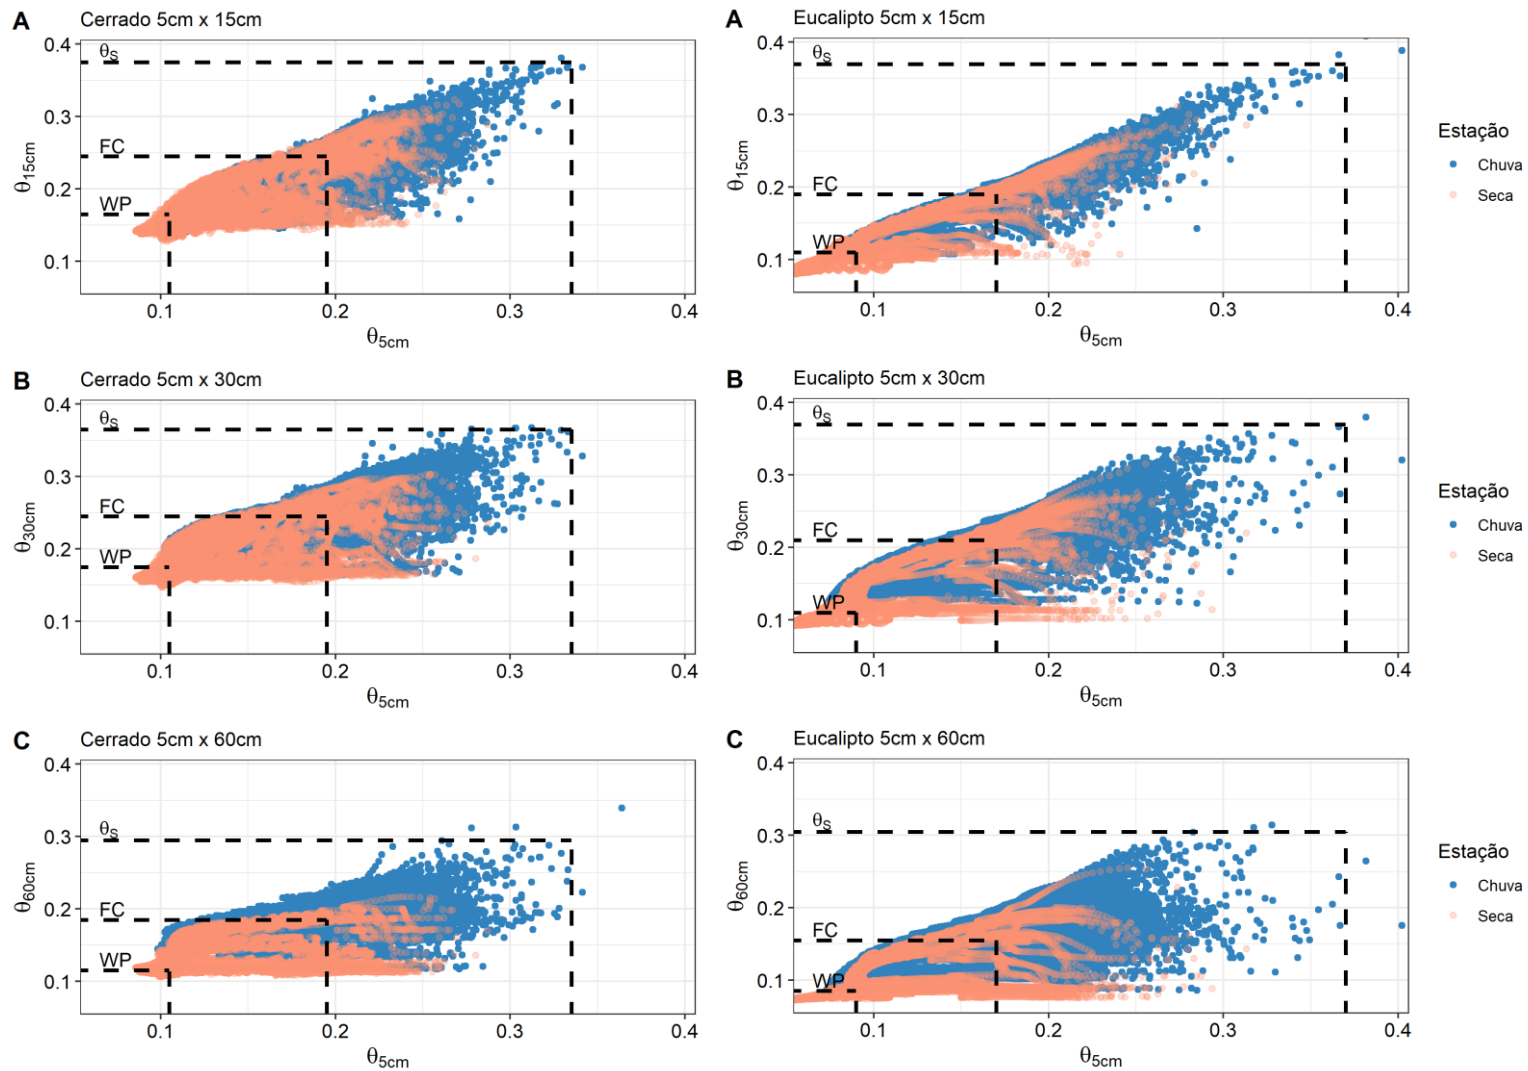 A Cerrado 5cm x 15cm
0.4
θS
0.3
FC
θ15cm
0.2
WP
0.1
0.1 0.2 0.3 0.4
θ5cm
A Eucalipto 5cm x 15cm
0.4
θS
0.3
θ15cm
0.2
FC
WP
0.1
0.1 0.2 0.3 0.4
θ5cm
Estação
Chuva
Seca
B Cerrado 5cm x 30cm
0.4
θS
0.3
FC
θ30cm
0.2
WP
0.1
0.1 0.2 0.3 0.4
θ5cm
B Eucalipto 5cm x 30cm
0.4
θS
0.3
FC
θ30cm
0.2
WP
0.1
0.1 0.2 0.3 0.4
θ5cm
Estação
Chuva
Seca
C Cerrado 5cm x 60cm
0.4
θS
0.3
θ60cm
FC
0.2
WP
0.1
0.1 0.2 0.3 0.4
θ5cm
C Eucalipto 5cm x 60cm
0.4
θS
0.3
θ60cm
0.2
FC
WP
0.1
0.1 0.2 0.3 0.4
θ5cm
Estação
Chuva
Seca